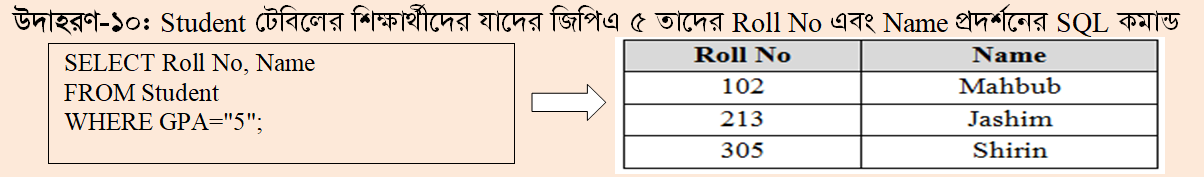 উদাহরণ-১০: Student টেবিলের শিক্ষার্থীদের যাদের জিপিএ ৫ তাদের Roll No এবং Name প্রদর্শনের SQL কমান্ড
SELECT Roll No, Name
FROM Student
WHERE GPA="5";
Roll No Name
102 Mahbub
213 Jashim
305 Shirin